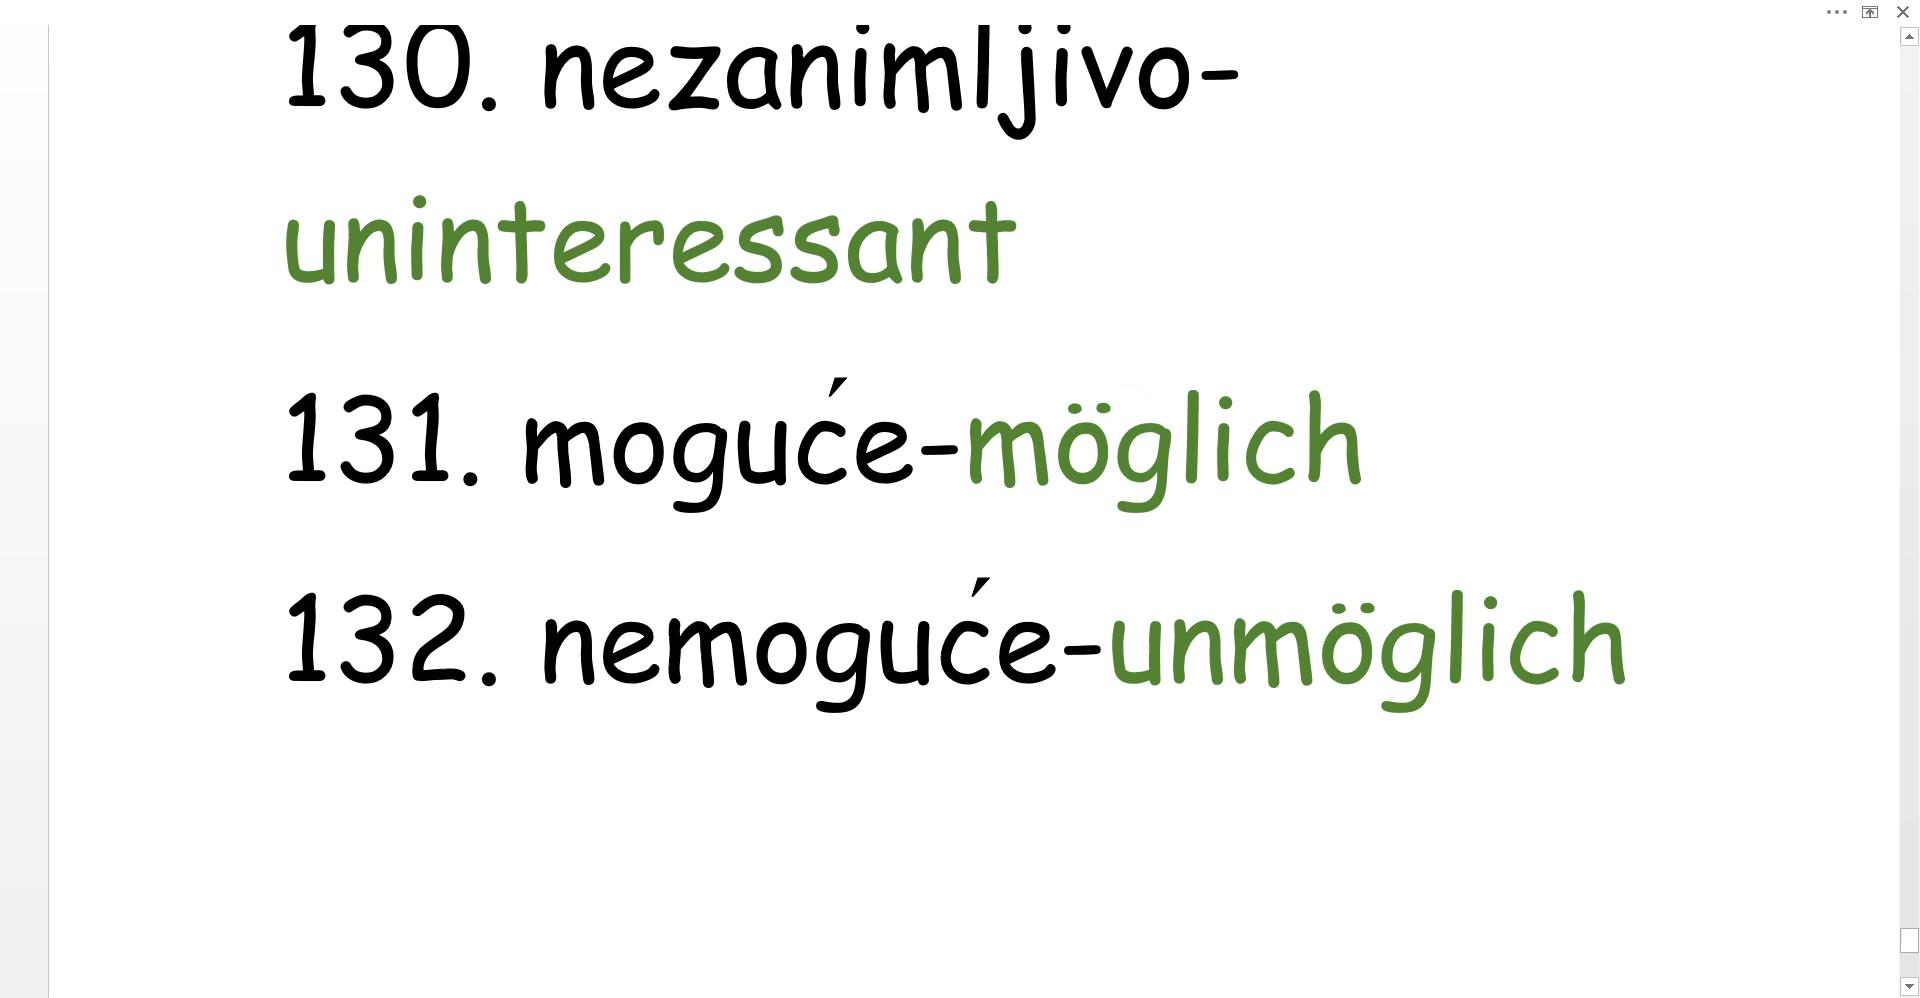 130. nezanimljivo-
uninteressant
131. moguće-möglich
132. nemoguće-unmöglich